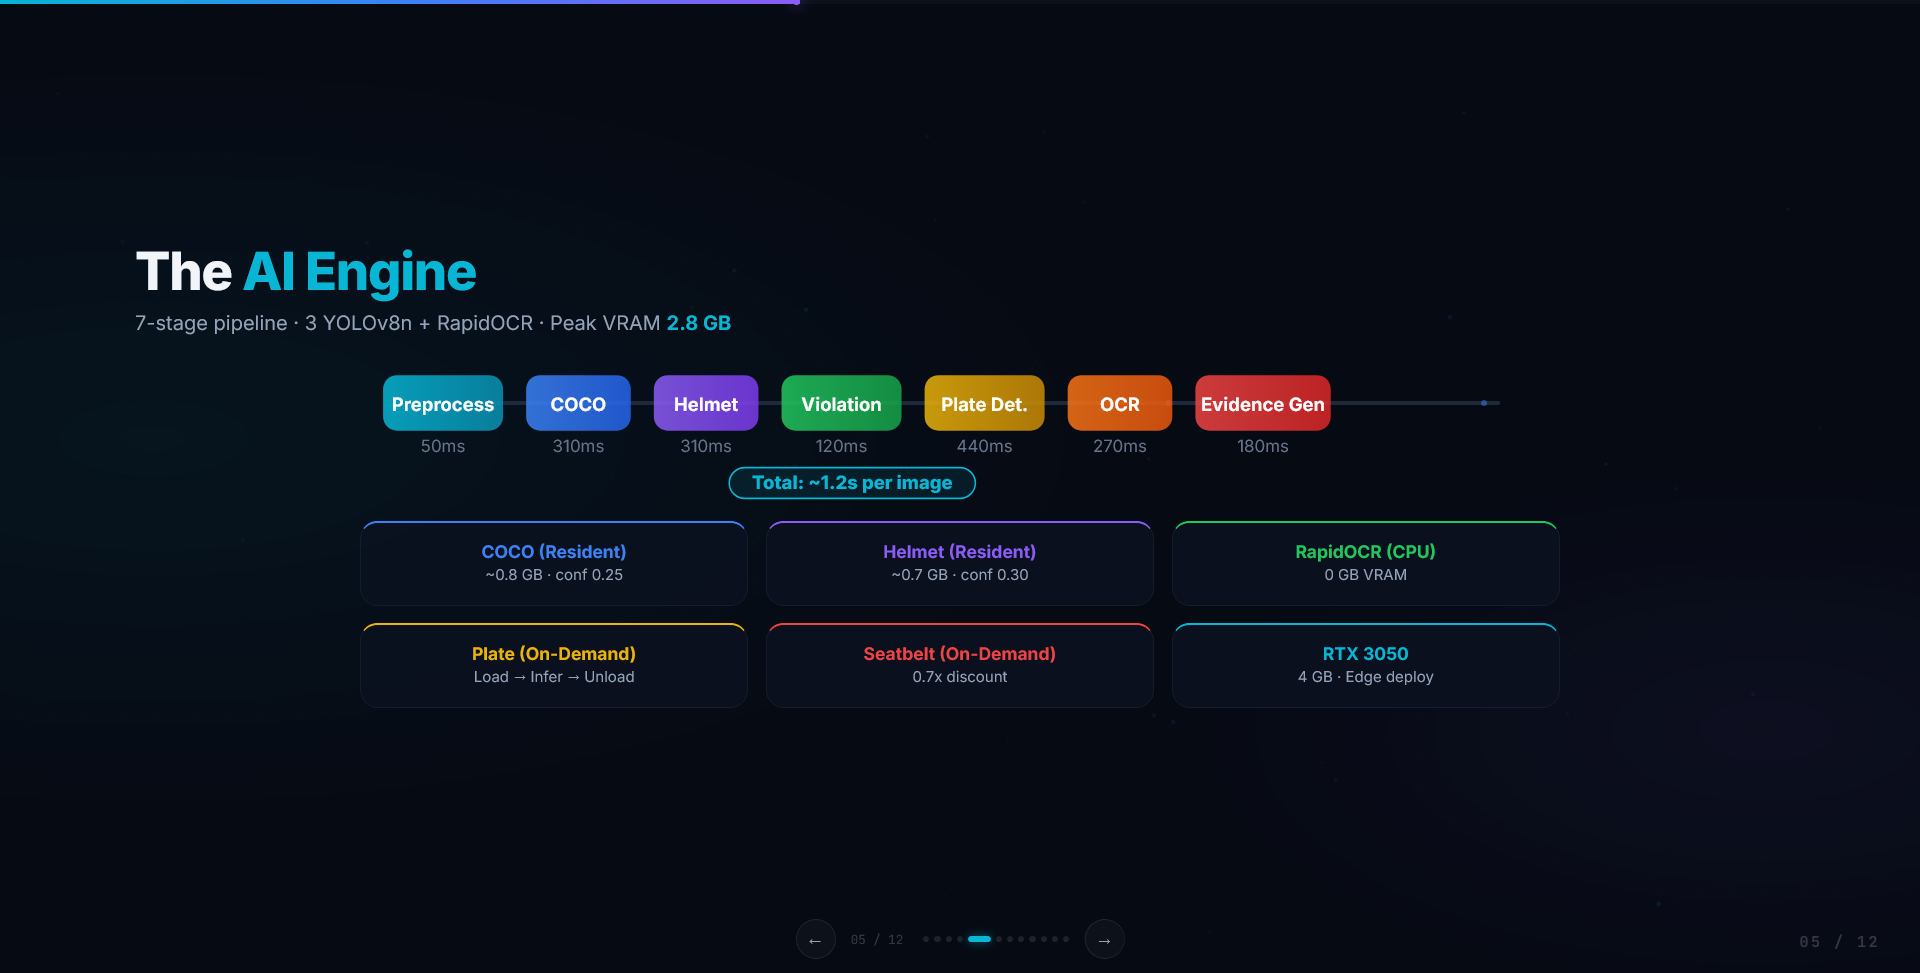 The AI Engine
7-stage pipeline · 3 YOLOv8n + RapidOCR · Peak VRAM 2.8 GB
Preprocess COCO Helmet Violation Plate Det. OCR Evidence Gen
50ms 310ms 310ms 120ms 440ms 270ms 180ms
Total: ~1.2s per image
COCO (Resident)
~0.8 GB · conf 0.25
Helmet (Resident)
~0.7 GB · conf 0.30
RapidOCR (CPU)
0 GB VRAM
Plate (On-Demand)
Load → Infer → Unload
Seatbelt (On-Demand)
0.7x discount
RTX 3050
4 GB · Edge deploy
← 05 / 12 →
05 / 12